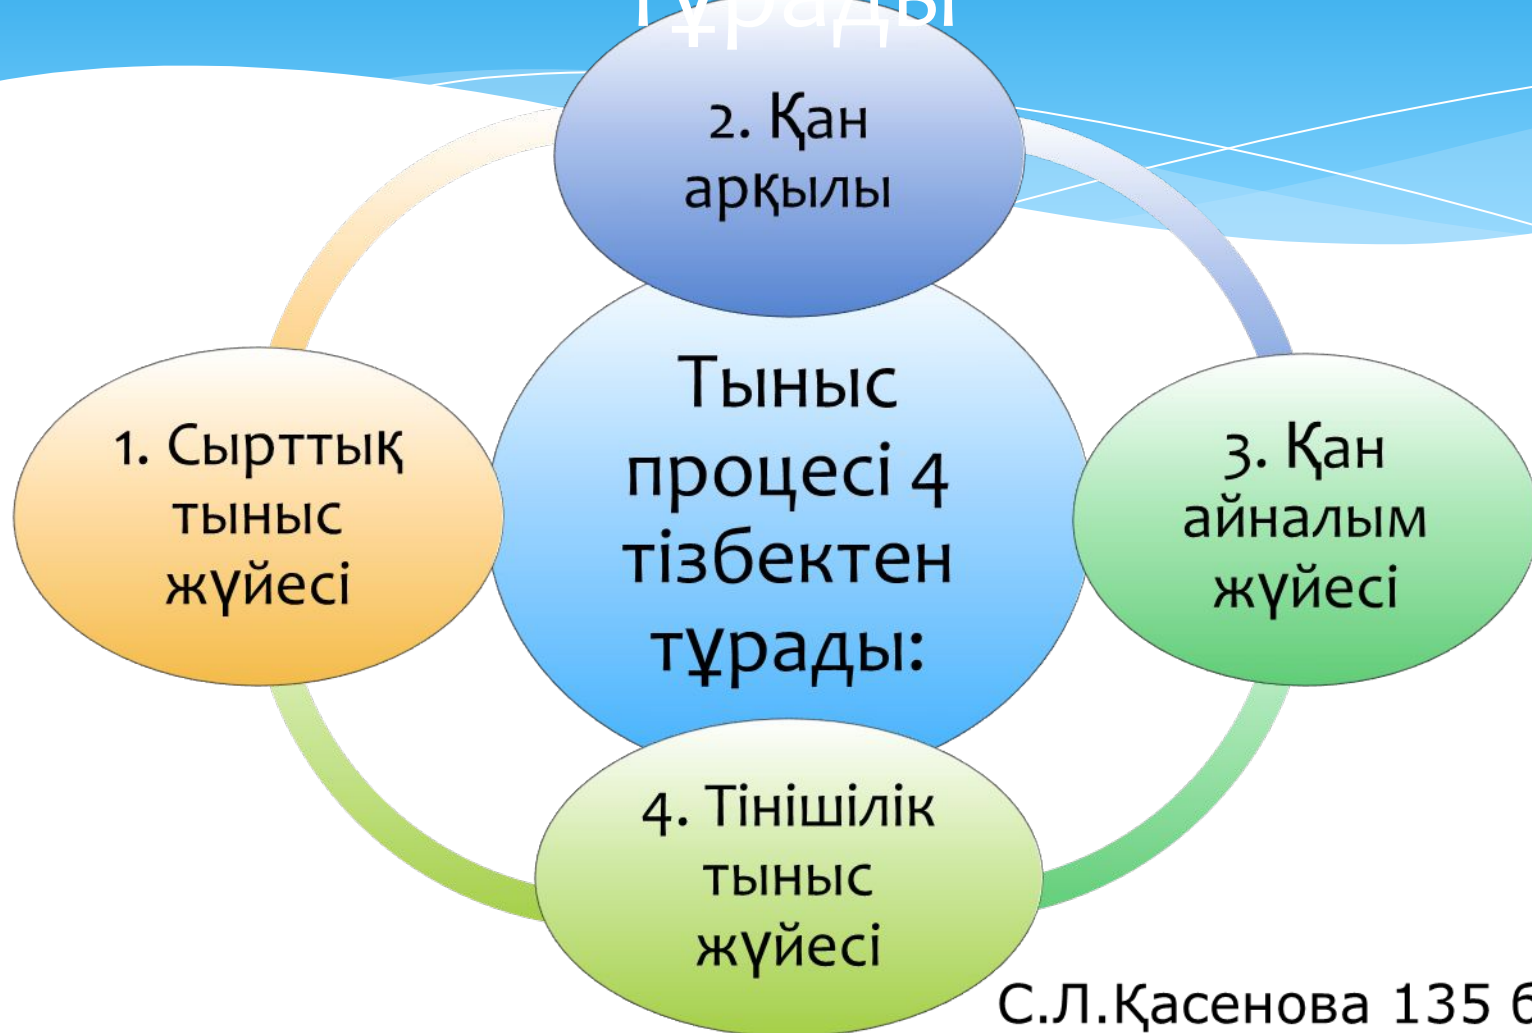 тұрады
2. Қан
арқылы
Тыныс
процесі 4
тізбектен
тұрады:
1. Сырттық
тыныс
жүйесі
3. Қан
айналым
жүйесі
4. Тінішілік
тыныс
жүйесі
С.Л.Қасенова 135 б